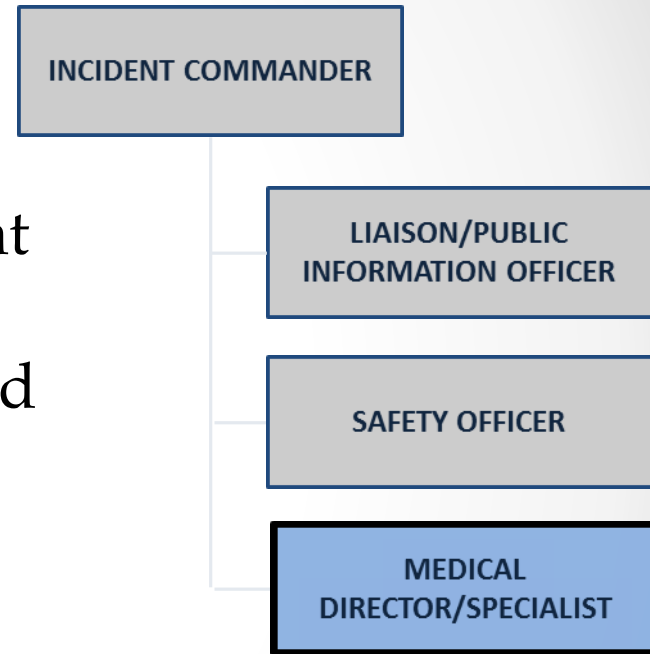 INCIDENT COMMANDER
LIAISON/PUBLIC
INFORMATION OFFICER
SAFETY OFFICER
MEDICAL
DIRECTOR/SPECIALIST